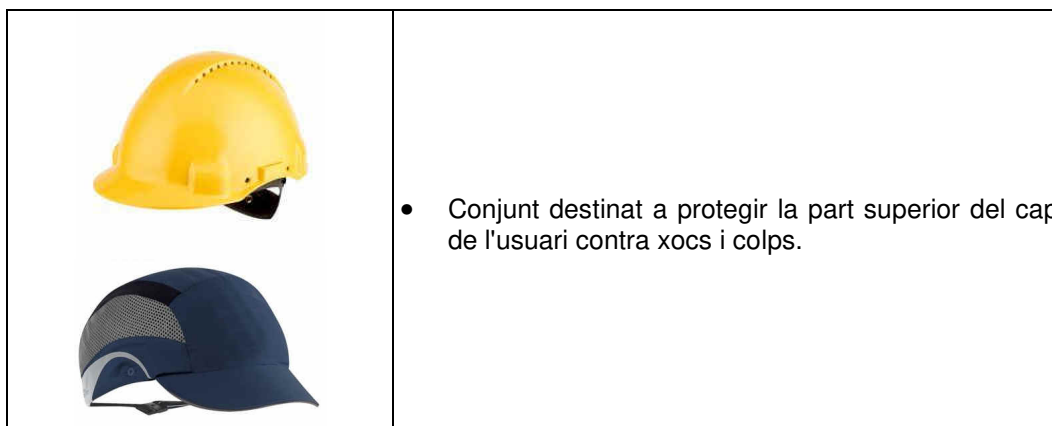 • Conjunt destinat a protegir la part superior del cap
de l'usuari contra xocs i colps.